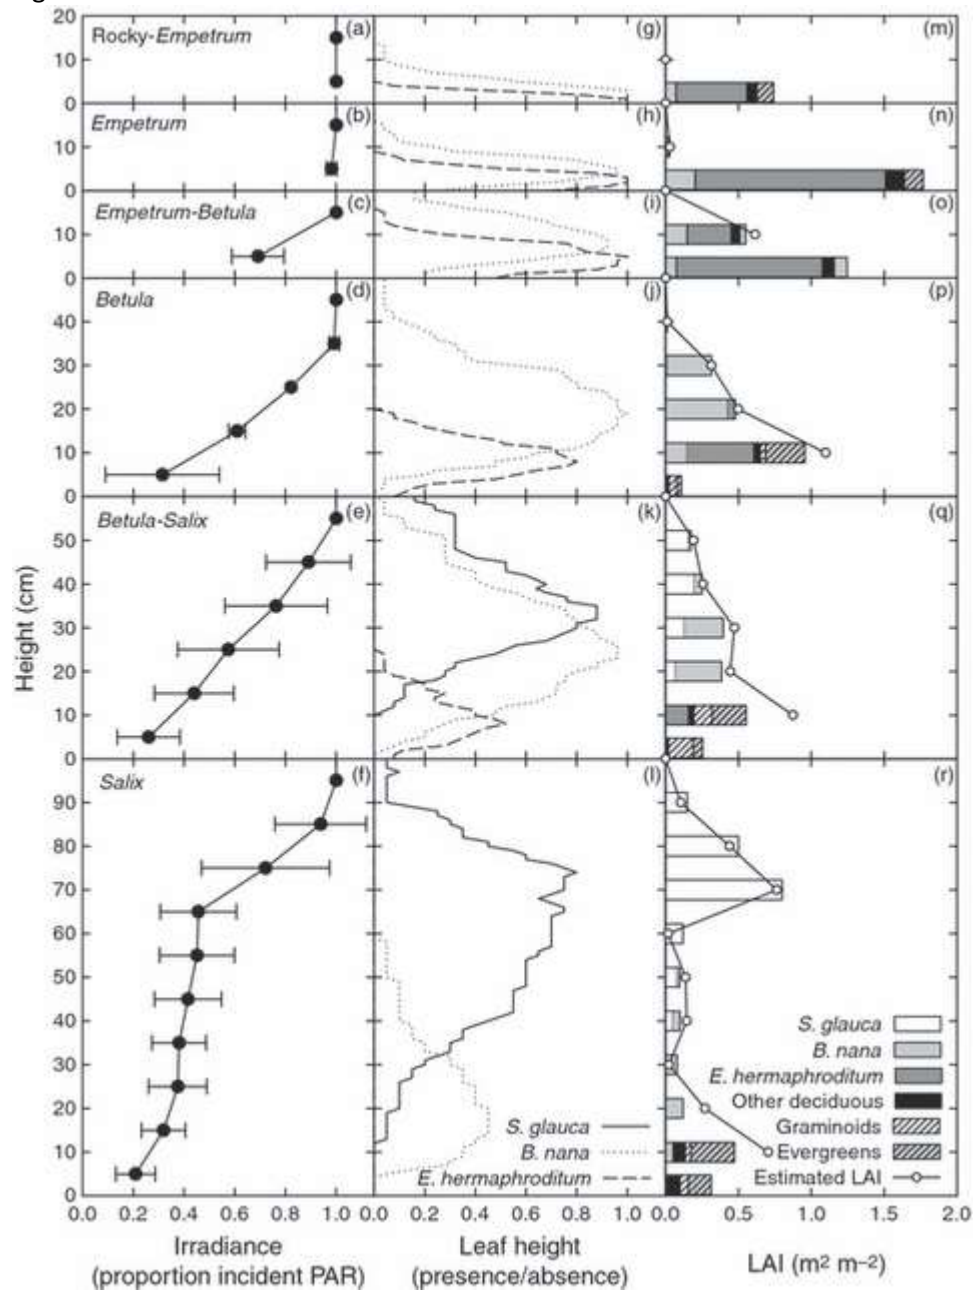 20
Rocky-Empetrum (a) (g) (m)
10
0
Empetrum (b) (h) (n)
10
0
Empetrum-Betula (c) (i) (o)
10
0
Betula (d) (j) (p)
40
30
20
10
0
Betula-Salix (e) (k) (q)
50
40
30
20
10
0
Salix (f) (l) (r)
90
80
70
60
50
40
30
20
10
0
Height (cm)
S. glauca
B. nana
E. hermaphroditum
S. glauca
B. nana
E. hermaphroditum
Other deciduous
Graminoids
Evergreens
Estimated LAI
0.0 0.2 0.4 0.6 0.8 1.0 0.0 0.2 0.4 0.6 0.8 1.0 0.0 0.5 1.0 1.5 2.0
Irradiance
(proportion incident PAR)
Leaf height
(presence/absence)
LAI (m² m⁻²)